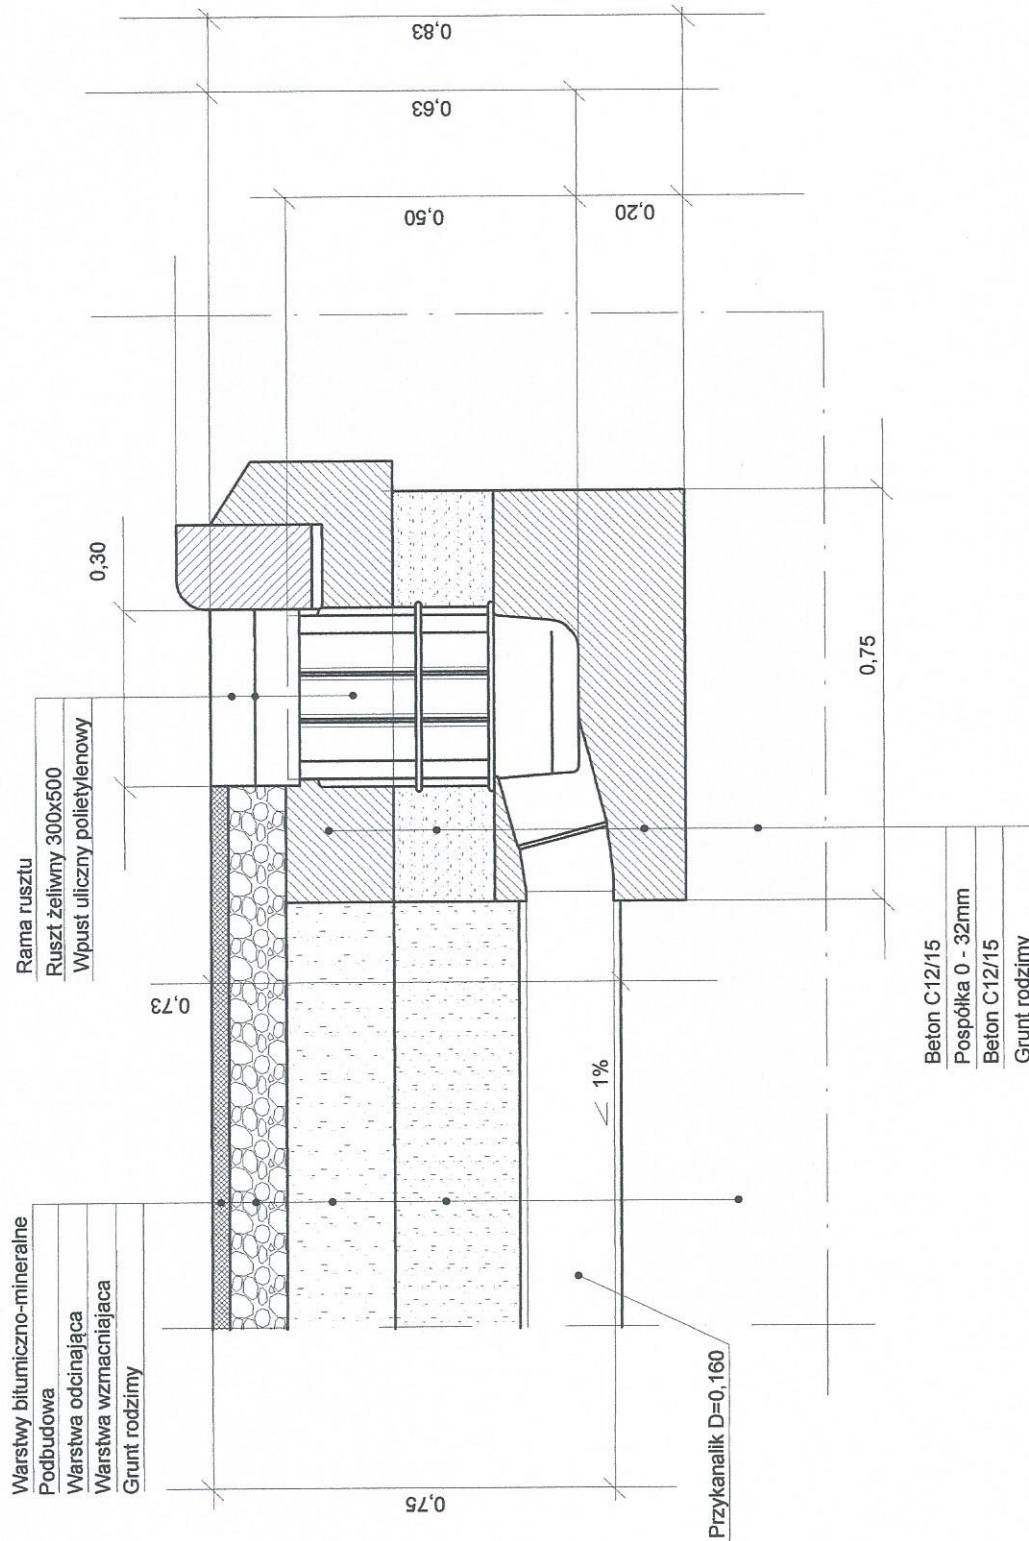 Warstwy bitumiczno-mineralne
Podbudowa
Warstwa odcinająca
Warstwa wzmacniajaca
Grunt rodzimy
Rama rusztu
Ruszt żeliwny 300x500
Wpust uliczny polietylenowy
0,30
0,83
0,63
0,50
0,20
0,73
0,75
1%
0,75
Przykanalik D=0,160
Beton C12/15
Pospółka 0 - 32mm
Beton C12/15
Grunt rodzimy